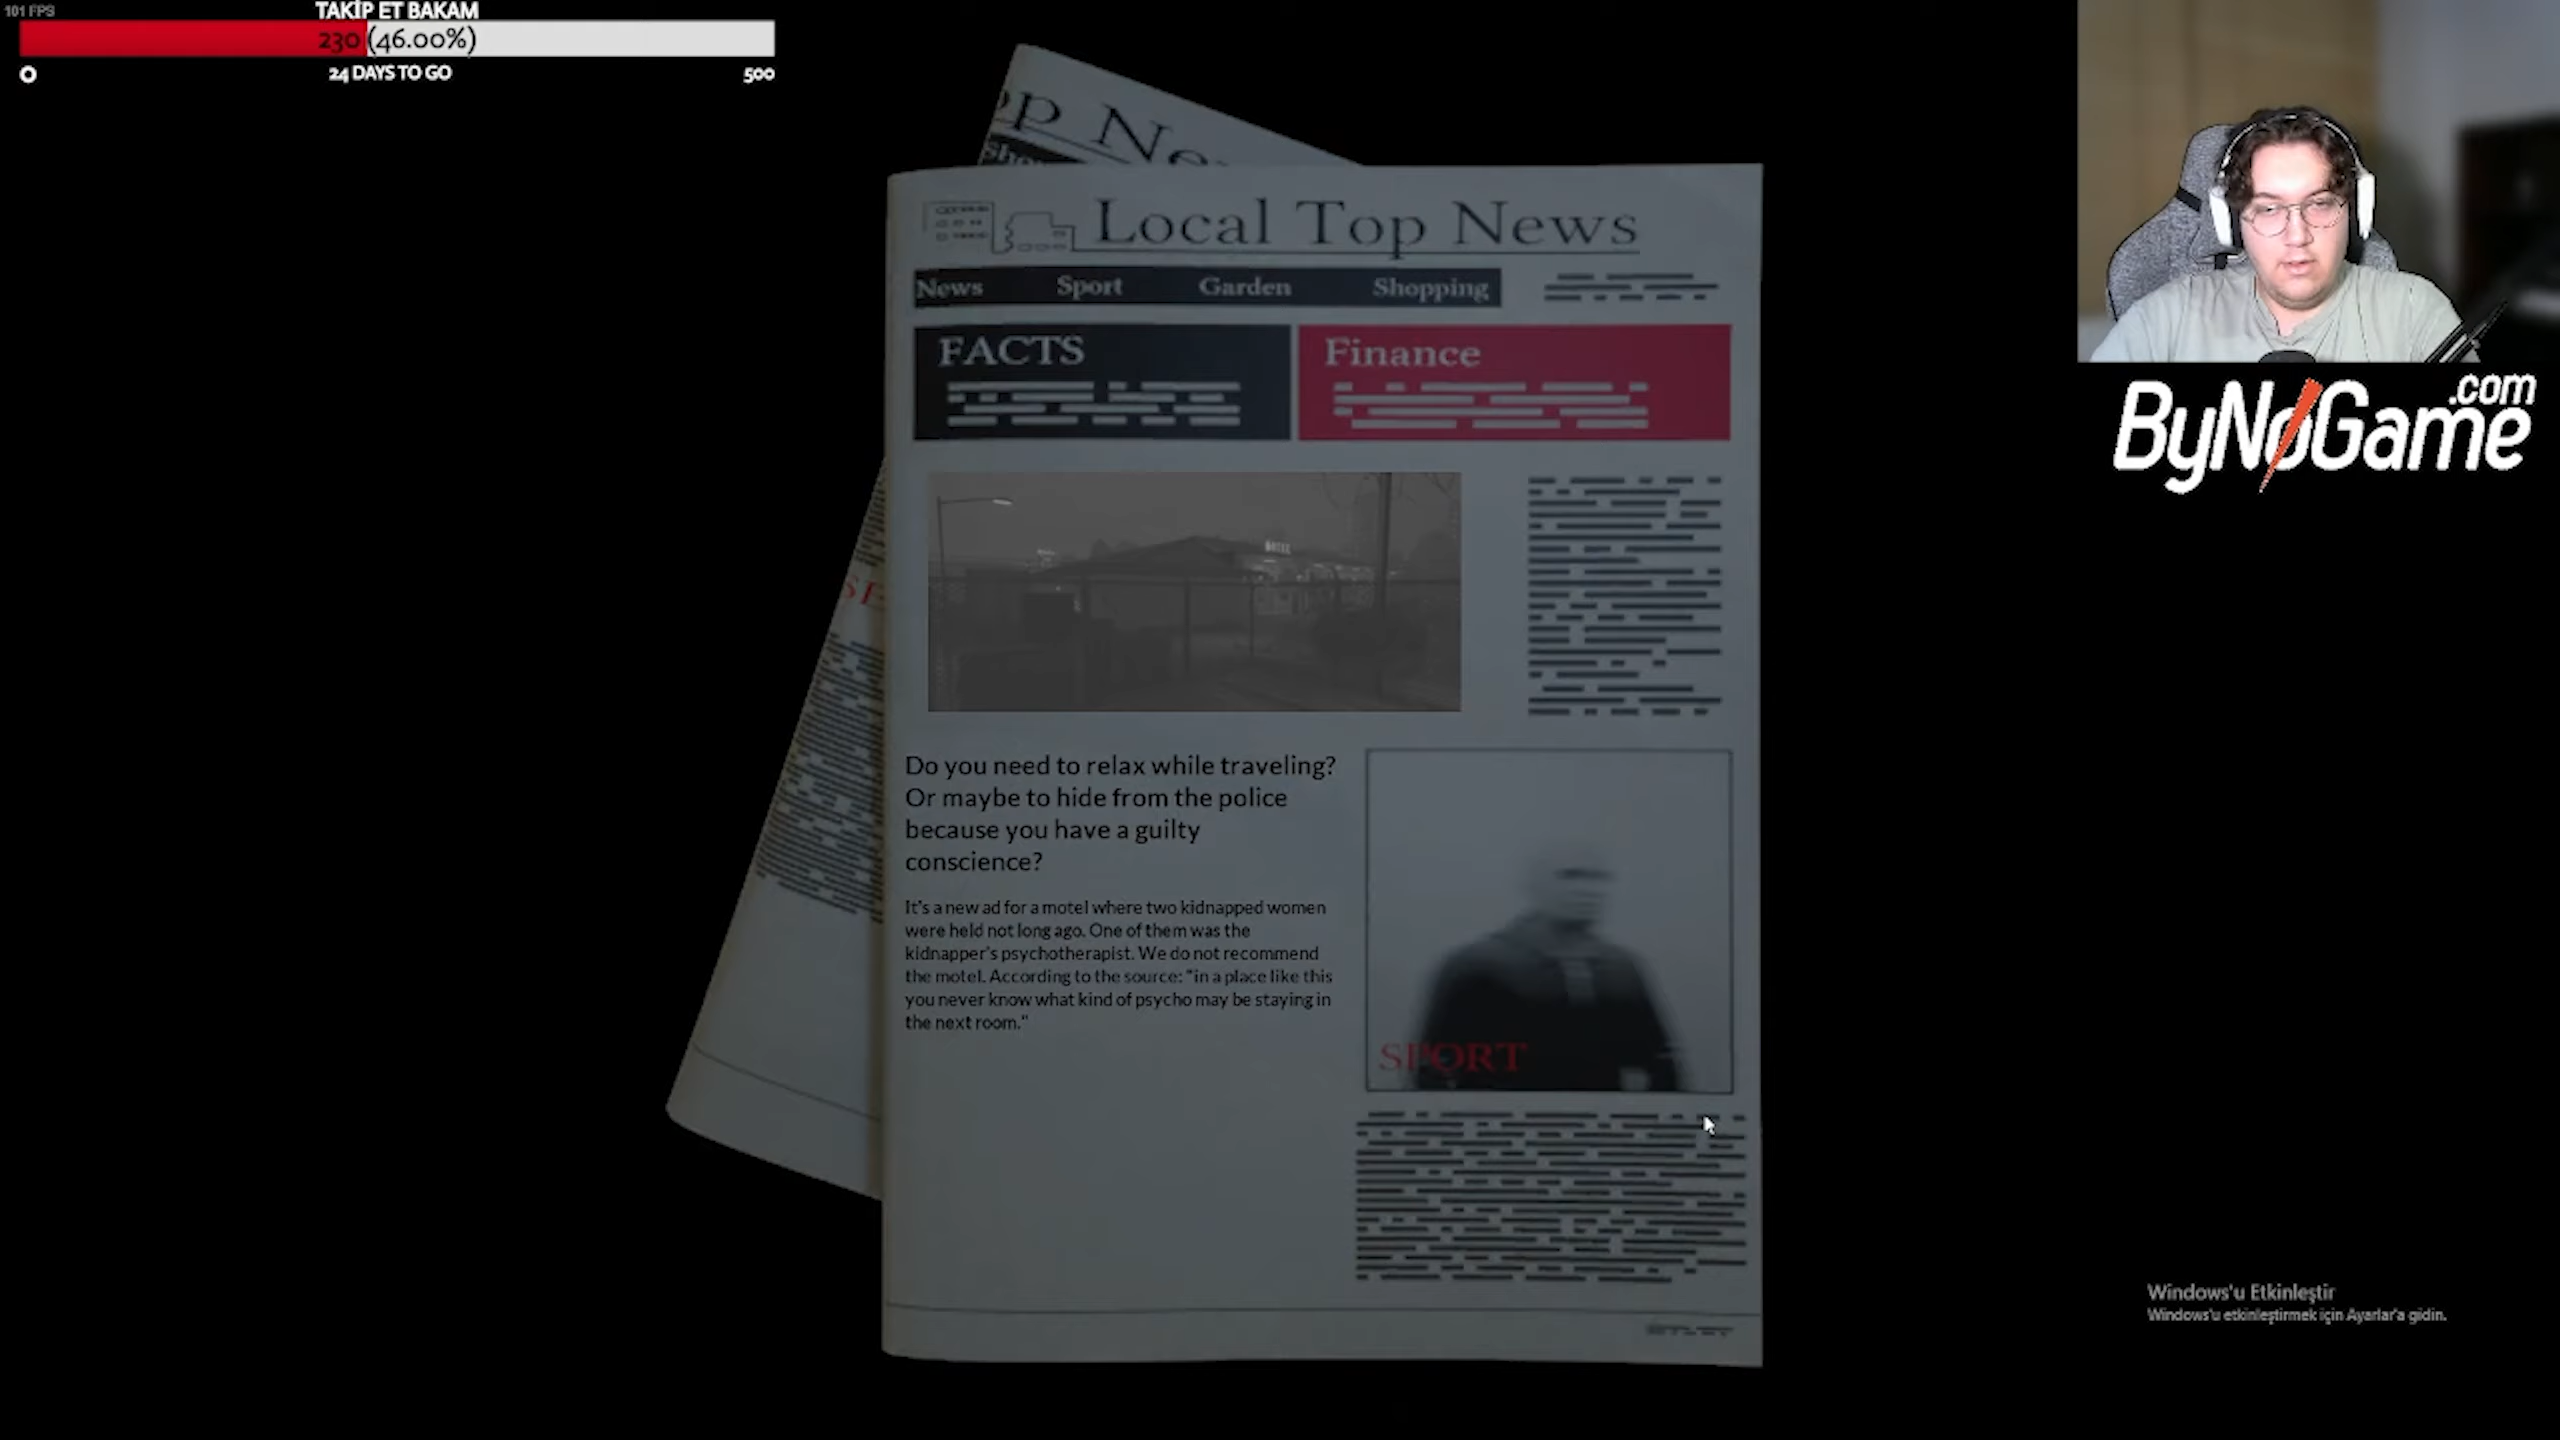 101 FPS
TAKİP ET BAKAM
230 (46.00%)
0
24 DAYS TO GO
500
op Ne
Sho
Local Top News
News Sport Garden Shopping
FACTS
Finance
MOTEL
Do you need to relax while traveling?
Or maybe to hide from the police
because you have a guilty
conscience?
It's a new ad for a motel where two kidnapped women
were held not long ago. One of them was the
kidnapper's psychotherapist. We do not recommend
the motel. According to the source: "in a place like this
you never know what kind of psycho may be staying in
the next room."
SPORT
ByNoGame
.com
Windows'u Etkinleştir
Windows'u etkinleştirmek için Ayarlar'a gidin.